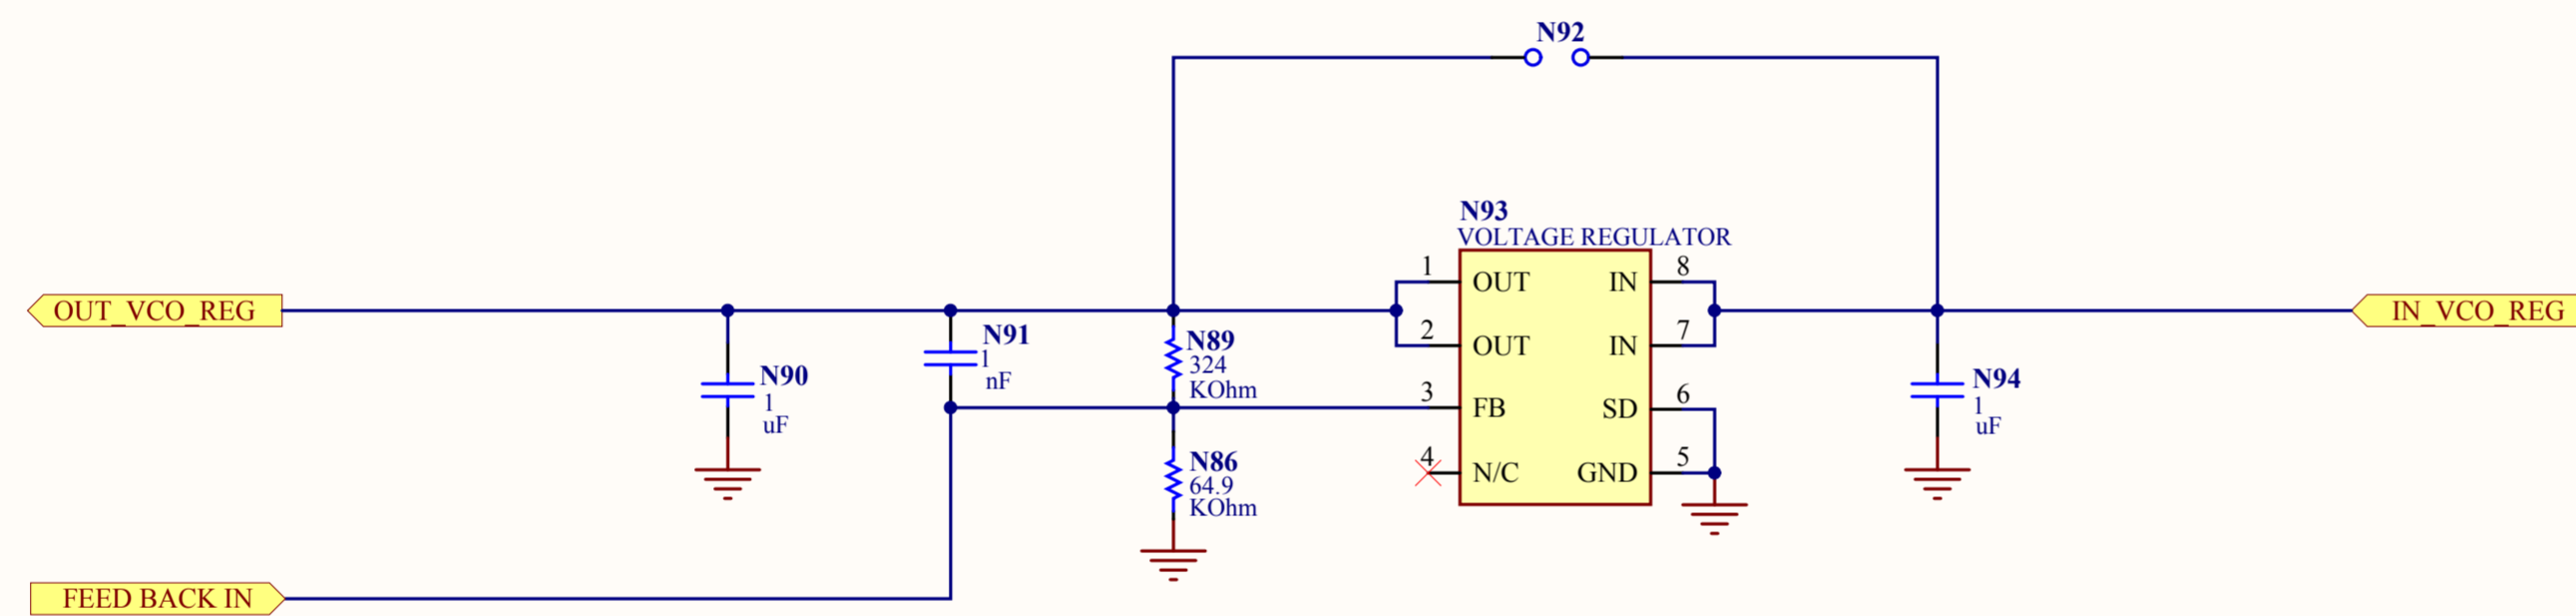 N92
N93
VOLTAGE REGULATOR
1 OUT IN 8
OUT_VCO_REG
IN_VCO_REG
2 OUT IN 7
N91
1
nF
N89
324
KOhm
N90
1
uF
N94
1
uF
3 FB SD 6
4 N/C GND 5
N86
64.9
KOhm
FEED BACK IN